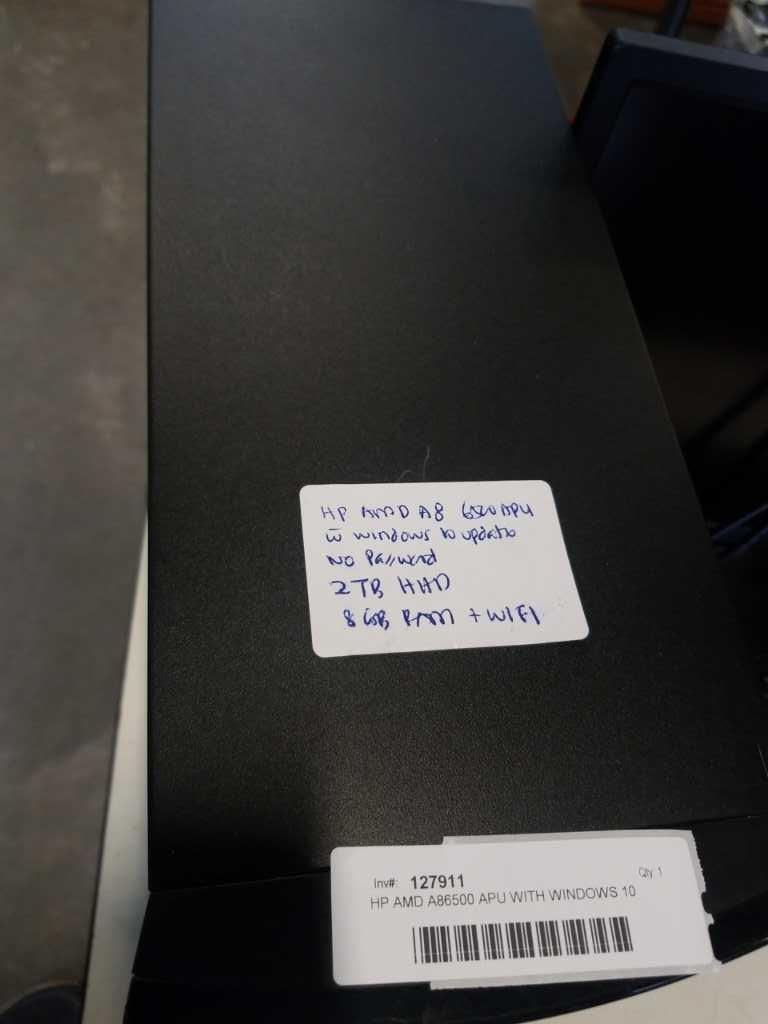 HP AMD A8 6500 APU
w̄ windows 10 updato
NO Password
2TB HHD
8 GB RAM + WIFI
Inv#: 127911
Qty 1
HP AMD A86500 APU WITH WINDOWS 10